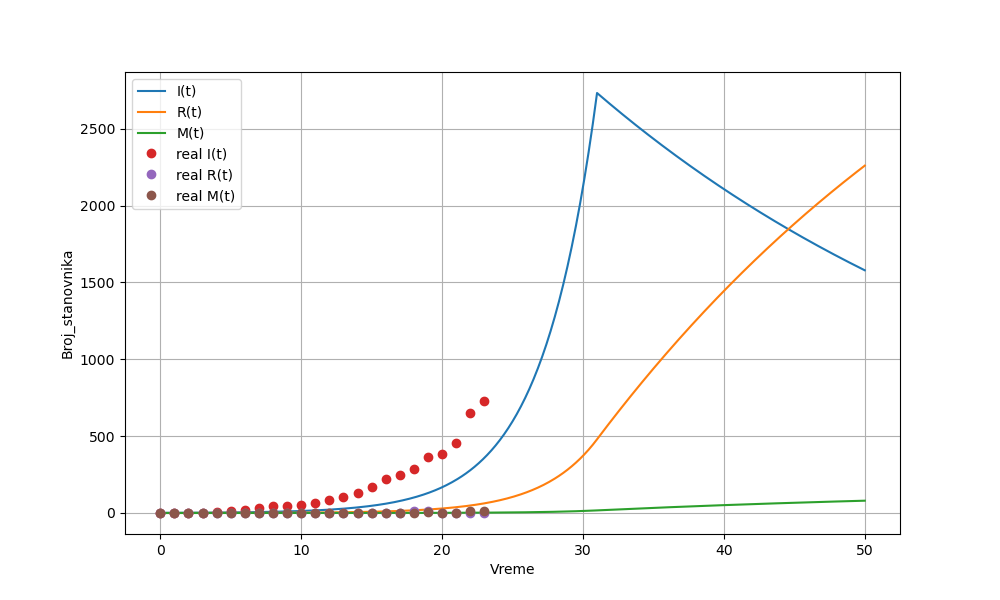 I(t)
R(t)
M(t)
real I(t)
real R(t)
real M(t)
2500
2000
1500
1000
500
0
Broj_stanovnika
0 10 20 30 40 50
Vreme